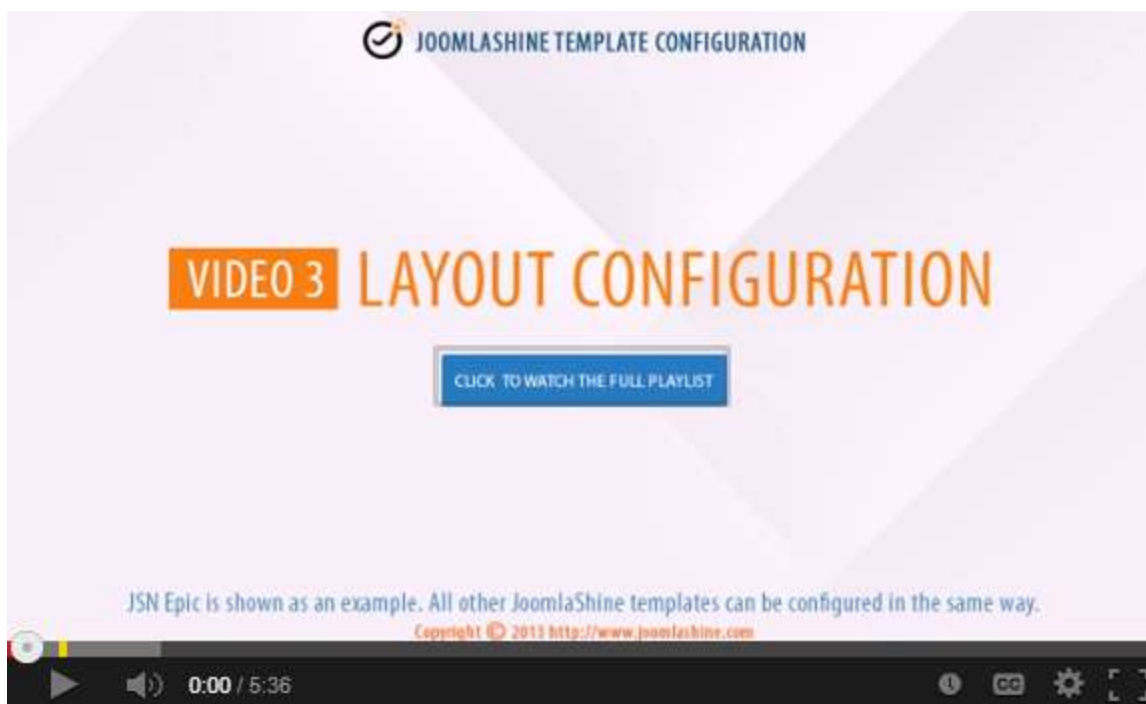 JOOMLASHINE TEMPLATE CONFIGURATION
VIDEO 3 LAYOUT CONFIGURATION
CLICK TO WATCH THE FULL PLAYLIST
JSN Epic is shown as an example. All other JoomlaShine templates can be configured in the same way.
Copyright © 2013 http://www.joomlashine.com
0:00 / 5:36
CC